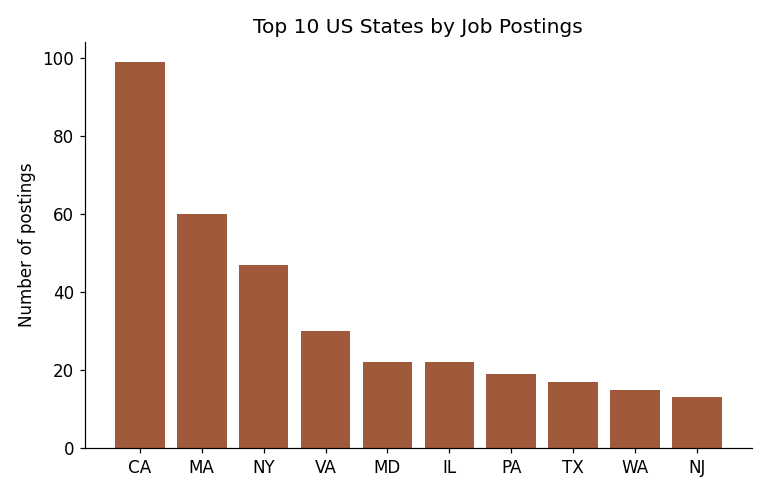 Top 10 US States by Job Postings
Number of postings
100
80
60
40
20
0
CA MA NY VA MD IL PA TX WA NJ